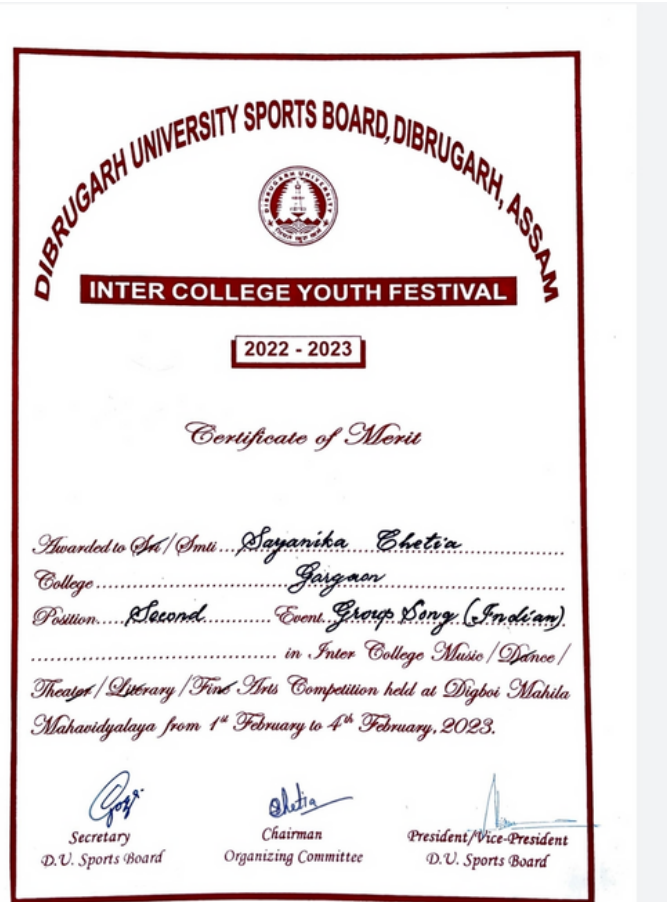 DIBRUGARH UNIVERSITY SPORTS BOARD, DIBRUGARH, ASSAM
DIBRUGARH UNIVERSITY
INTER COLLEGE YOUTH FESTIVAL
2022 - 2023
Certificate of Merit
Awarded to Sri / Smti Sayanika Chetia
College Gargaon
Position Second Event Group Song (Indian)
in Inter College Music / Dance /
Theater / Literary / Fine Arts Competition held at Digboi Mahila
Mahavidyalaya from 1st February to 4th February, 2023.
Chetia
Secretary Chairman President/Vice-President
D.U. Sports Board Organizing Committee D.U. Sports Board